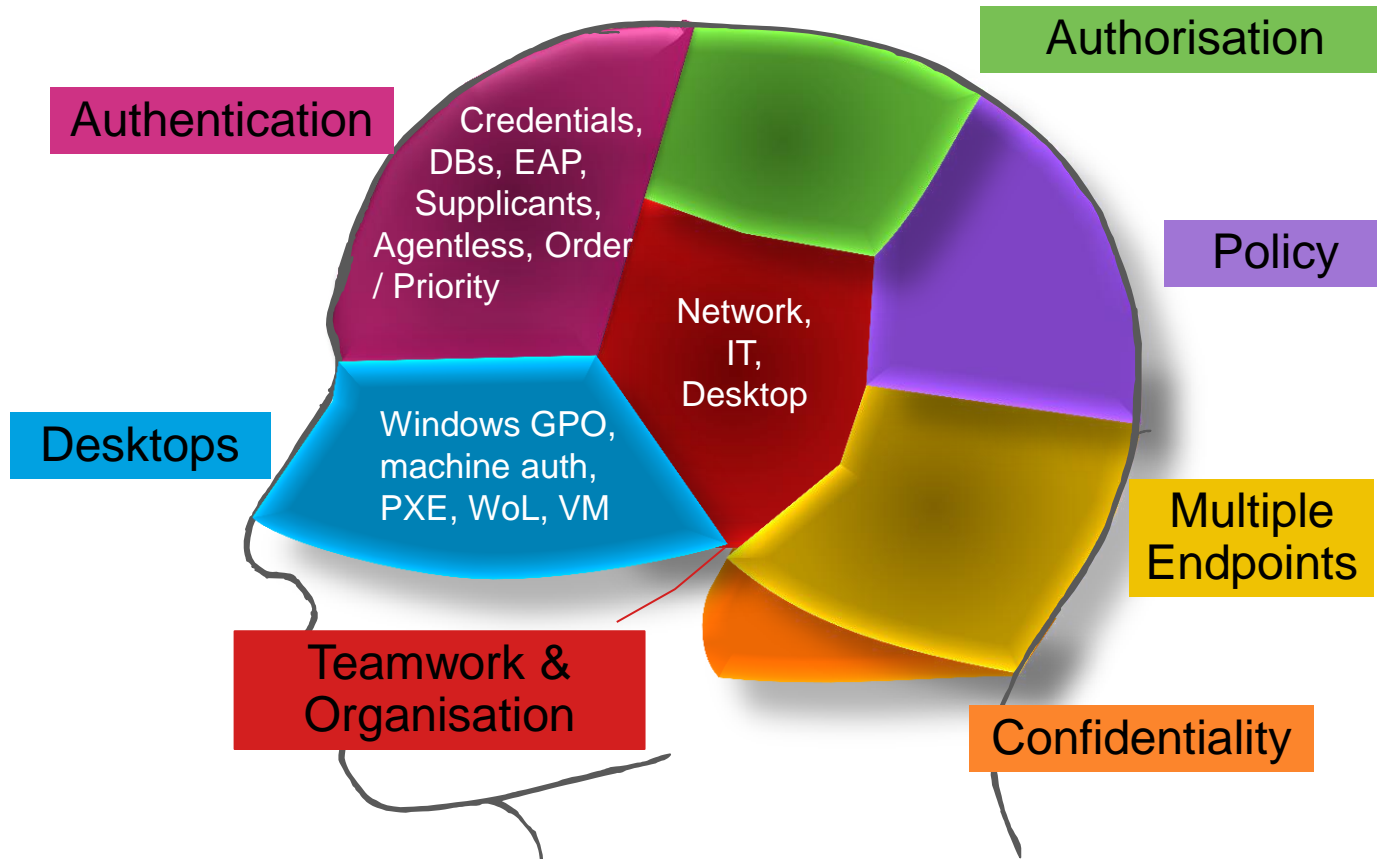 Authorisation
Authentication
Credentials,
DBs, EAP,
Supplicants,
Agentless, Order
/ Priority
Policy
Network,
IT,
Desktop
Desktops
Windows GPO,
machine auth,
PXE, WoL, VM
Multiple
Endpoints
Teamwork &
Organisation
Confidentiality